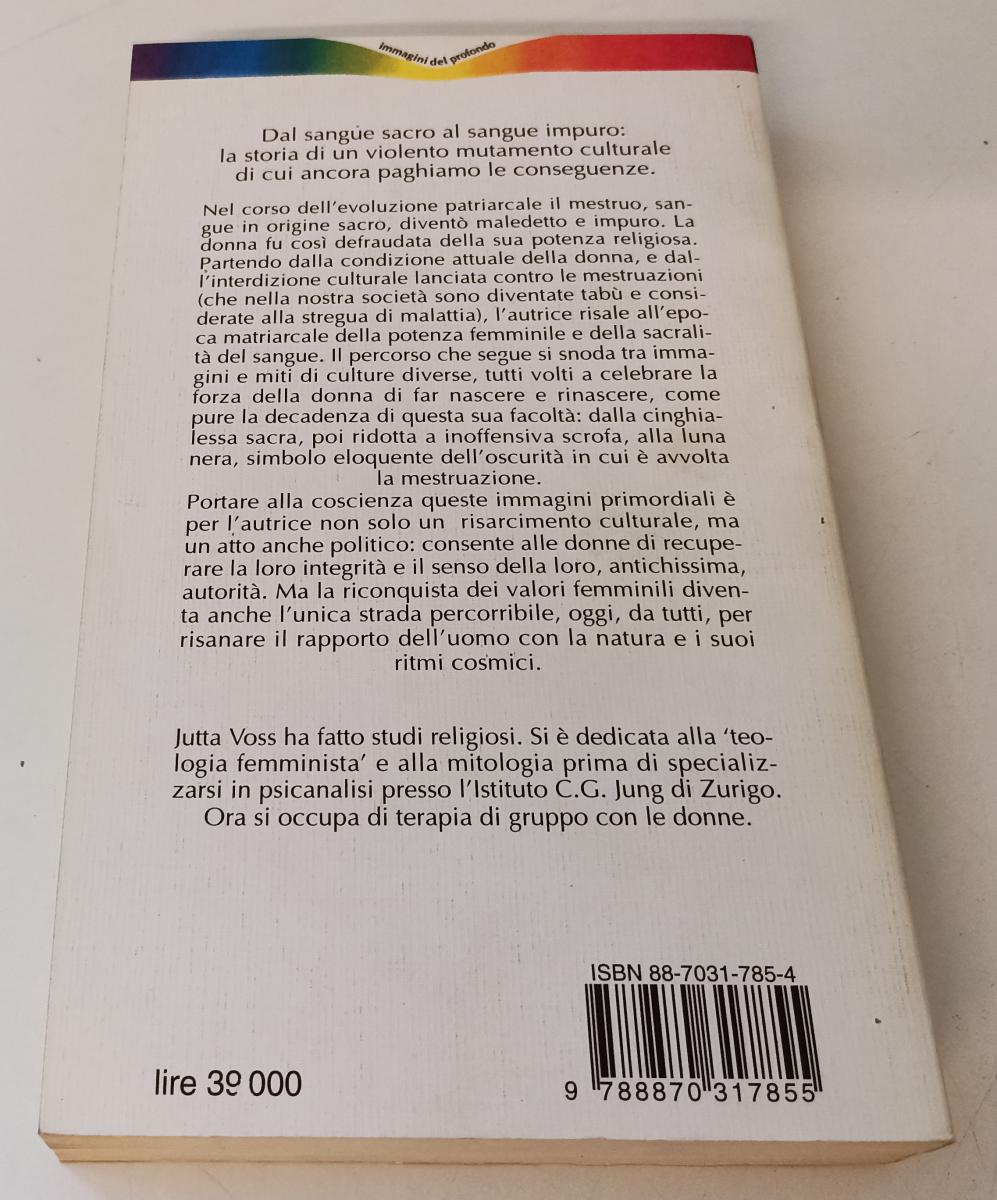 immagini del profondo
Dal sangue sacro al sangue impuro:
la storia di un violento mutamento culturale
di cui ancora paghiamo le conseguenze.
Nel corso dell'evoluzione patriarcale il mestruo, san-
gue in origine sacro, diventò maledetto e impuro. La
donna fu così defraudata della sua potenza religiosa.
Partendo dalla condizione attuale della donna, e dal-
l'interdizione culturale lanciata contro le mestruazioni
(che nella nostra società sono diventate tabù e consi-
derate alla stregua di malattia), l'autrice risale all'epo-
ca matriarcale della potenza femminile e della sacrali-
tà del sangue. Il percorso che segue si snoda tra imma-
gini e miti di culture diverse, tutti volti a celebrare la
forza della donna di far nascere e rinascere, come
pure la decadenza di questa sua facoltà: dalla cinghia-
lessa sacra, poi ridotta a inoffensiva scrofa, alla luna
nera, simbolo eloquente dell'oscurità in cui è avvolta
la mestruazione.
Portare alla coscienza queste immagini primordiali è
per l'autrice non solo un risarcimento culturale, ma
un atto anche politico: consente alle donne di recupe-
rare la loro integrità e il senso della loro, antichissima,
autorità. Ma la riconquista dei valori femminili diven-
ta anche l'unica strada percorribile, oggi, da tutti, per
risanare il rapporto dell'uomo con la natura e i suoi
ritmi cosmici.
Jutta Voss ha fatto studi religiosi. Si è dedicata alla 'teo-
logia femminista' e alla mitologia prima di specializ-
zarsi in psicanalisi presso l'Istituto C.G. Jung di Zurigo.
Ora si occupa di terapia di gruppo con le donne.
ISBN 88-7031-785-4
lire 39 000
9 788870 317855